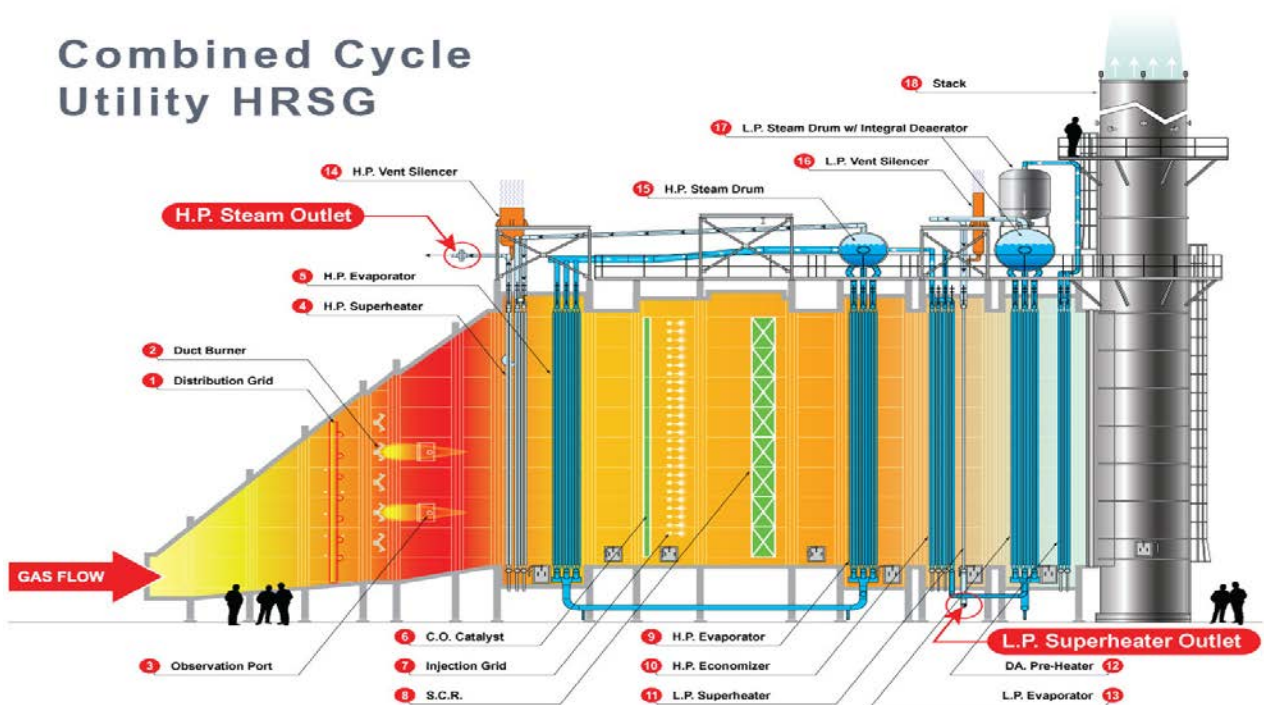 Combined Cycle
Utility HRSG
18 Stack
17 L.P. Steam Drum w/ Integral Deaerator
16 L.P. Vent Silencer
14 H.P. Vent Silencer
15 H.P. Steam Drum
H.P. Steam Outlet
5 H.P. Evaporator
4 H.P. Superheater
2 Duct Burner
1 Distribution Grid
GAS FLOW
6 C.O. Catalyst
9 H.P. Evaporator
L.P. Superheater Outlet
3 Observation Port
7 Injection Grid
10 H.P. Economizer
DA. Pre-Heater 12
8 S.C.R.
11 L.P. Superheater
L.P. Evaporator 13